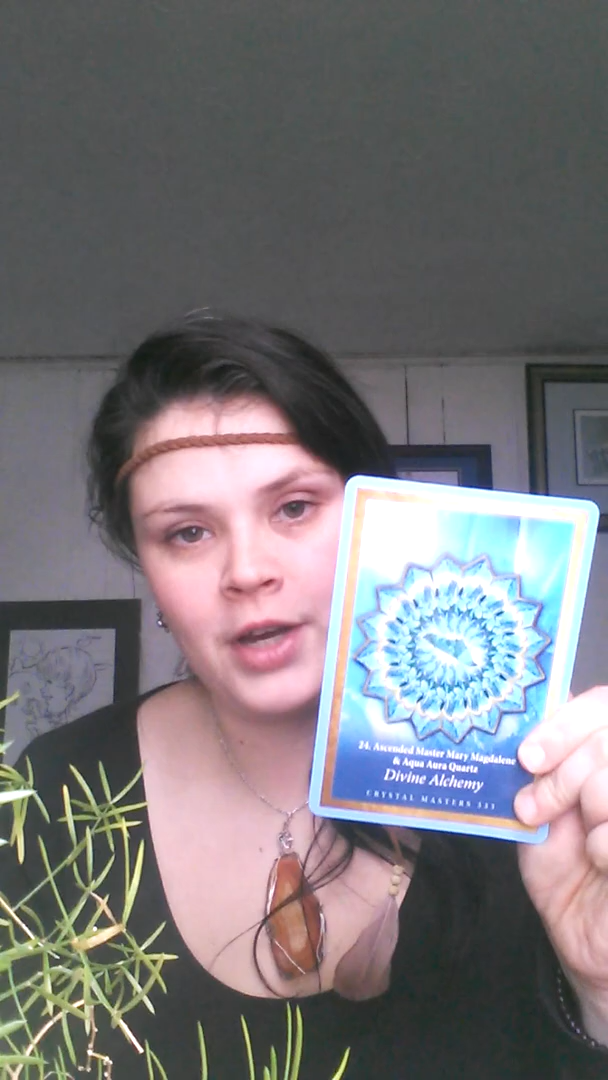 24. Ascended Master Mary Magdalene
& Aqua Aura Quartz
Divine Alchemy
CRYSTAL MASTERS 333